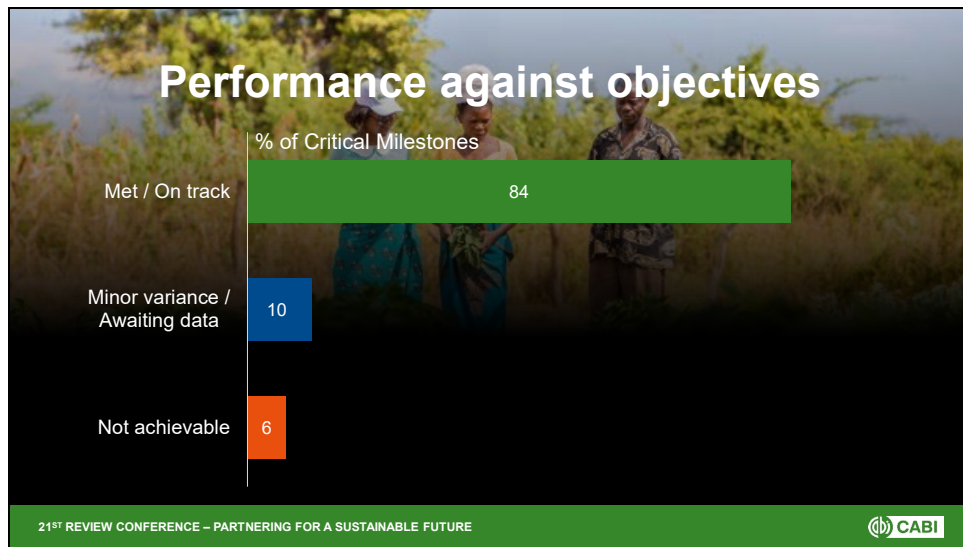 Performance against objectives
% of Critical Milestones
Met / On track
84
Minor variance /
Awaiting data
10
Not achievable
6
21ST REVIEW CONFERENCE – PARTNERING FOR A SUSTAINABLE FUTURE
CABI